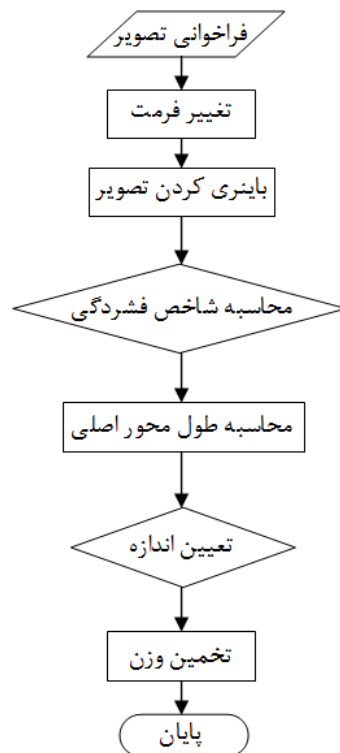 فراخوانی تصویر
تغییر فرمت
باینری کردن تصویر
محاسبه شاخص فشردگی
محاسبه طول محور اصلی
تعیین اندازه
تخمین وزن
پایان